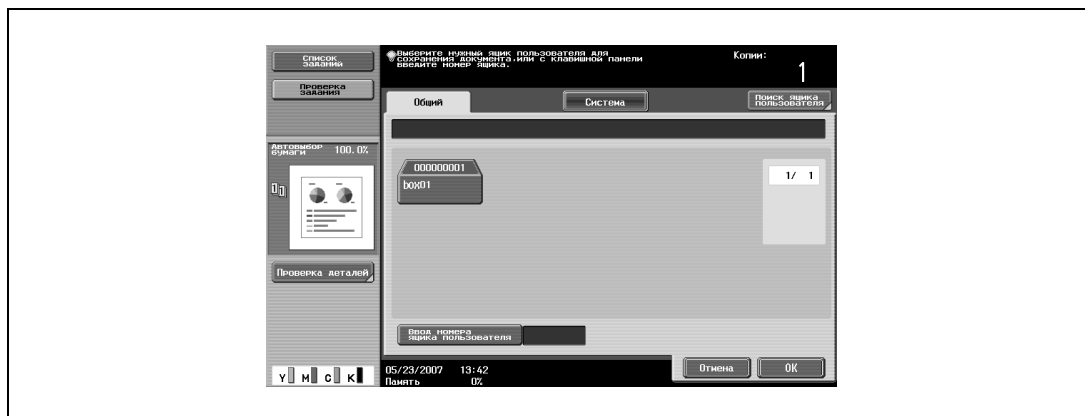 Список
заданий
Проверка
задания
Выберите нужный ящик пользователя для
сохранения документа,или с клавишной панели
введите номер ящика.
Копии:
1
Общий
Система
Поиск ящика
пользователя
Автовыбор
бумаги
100.0%
000000001
box01
1/ 1
Проверка деталей
Ввод номера
ящика пользователя
Y M C K
05/23/2007 13:42
Память 0%
Отмена
OK